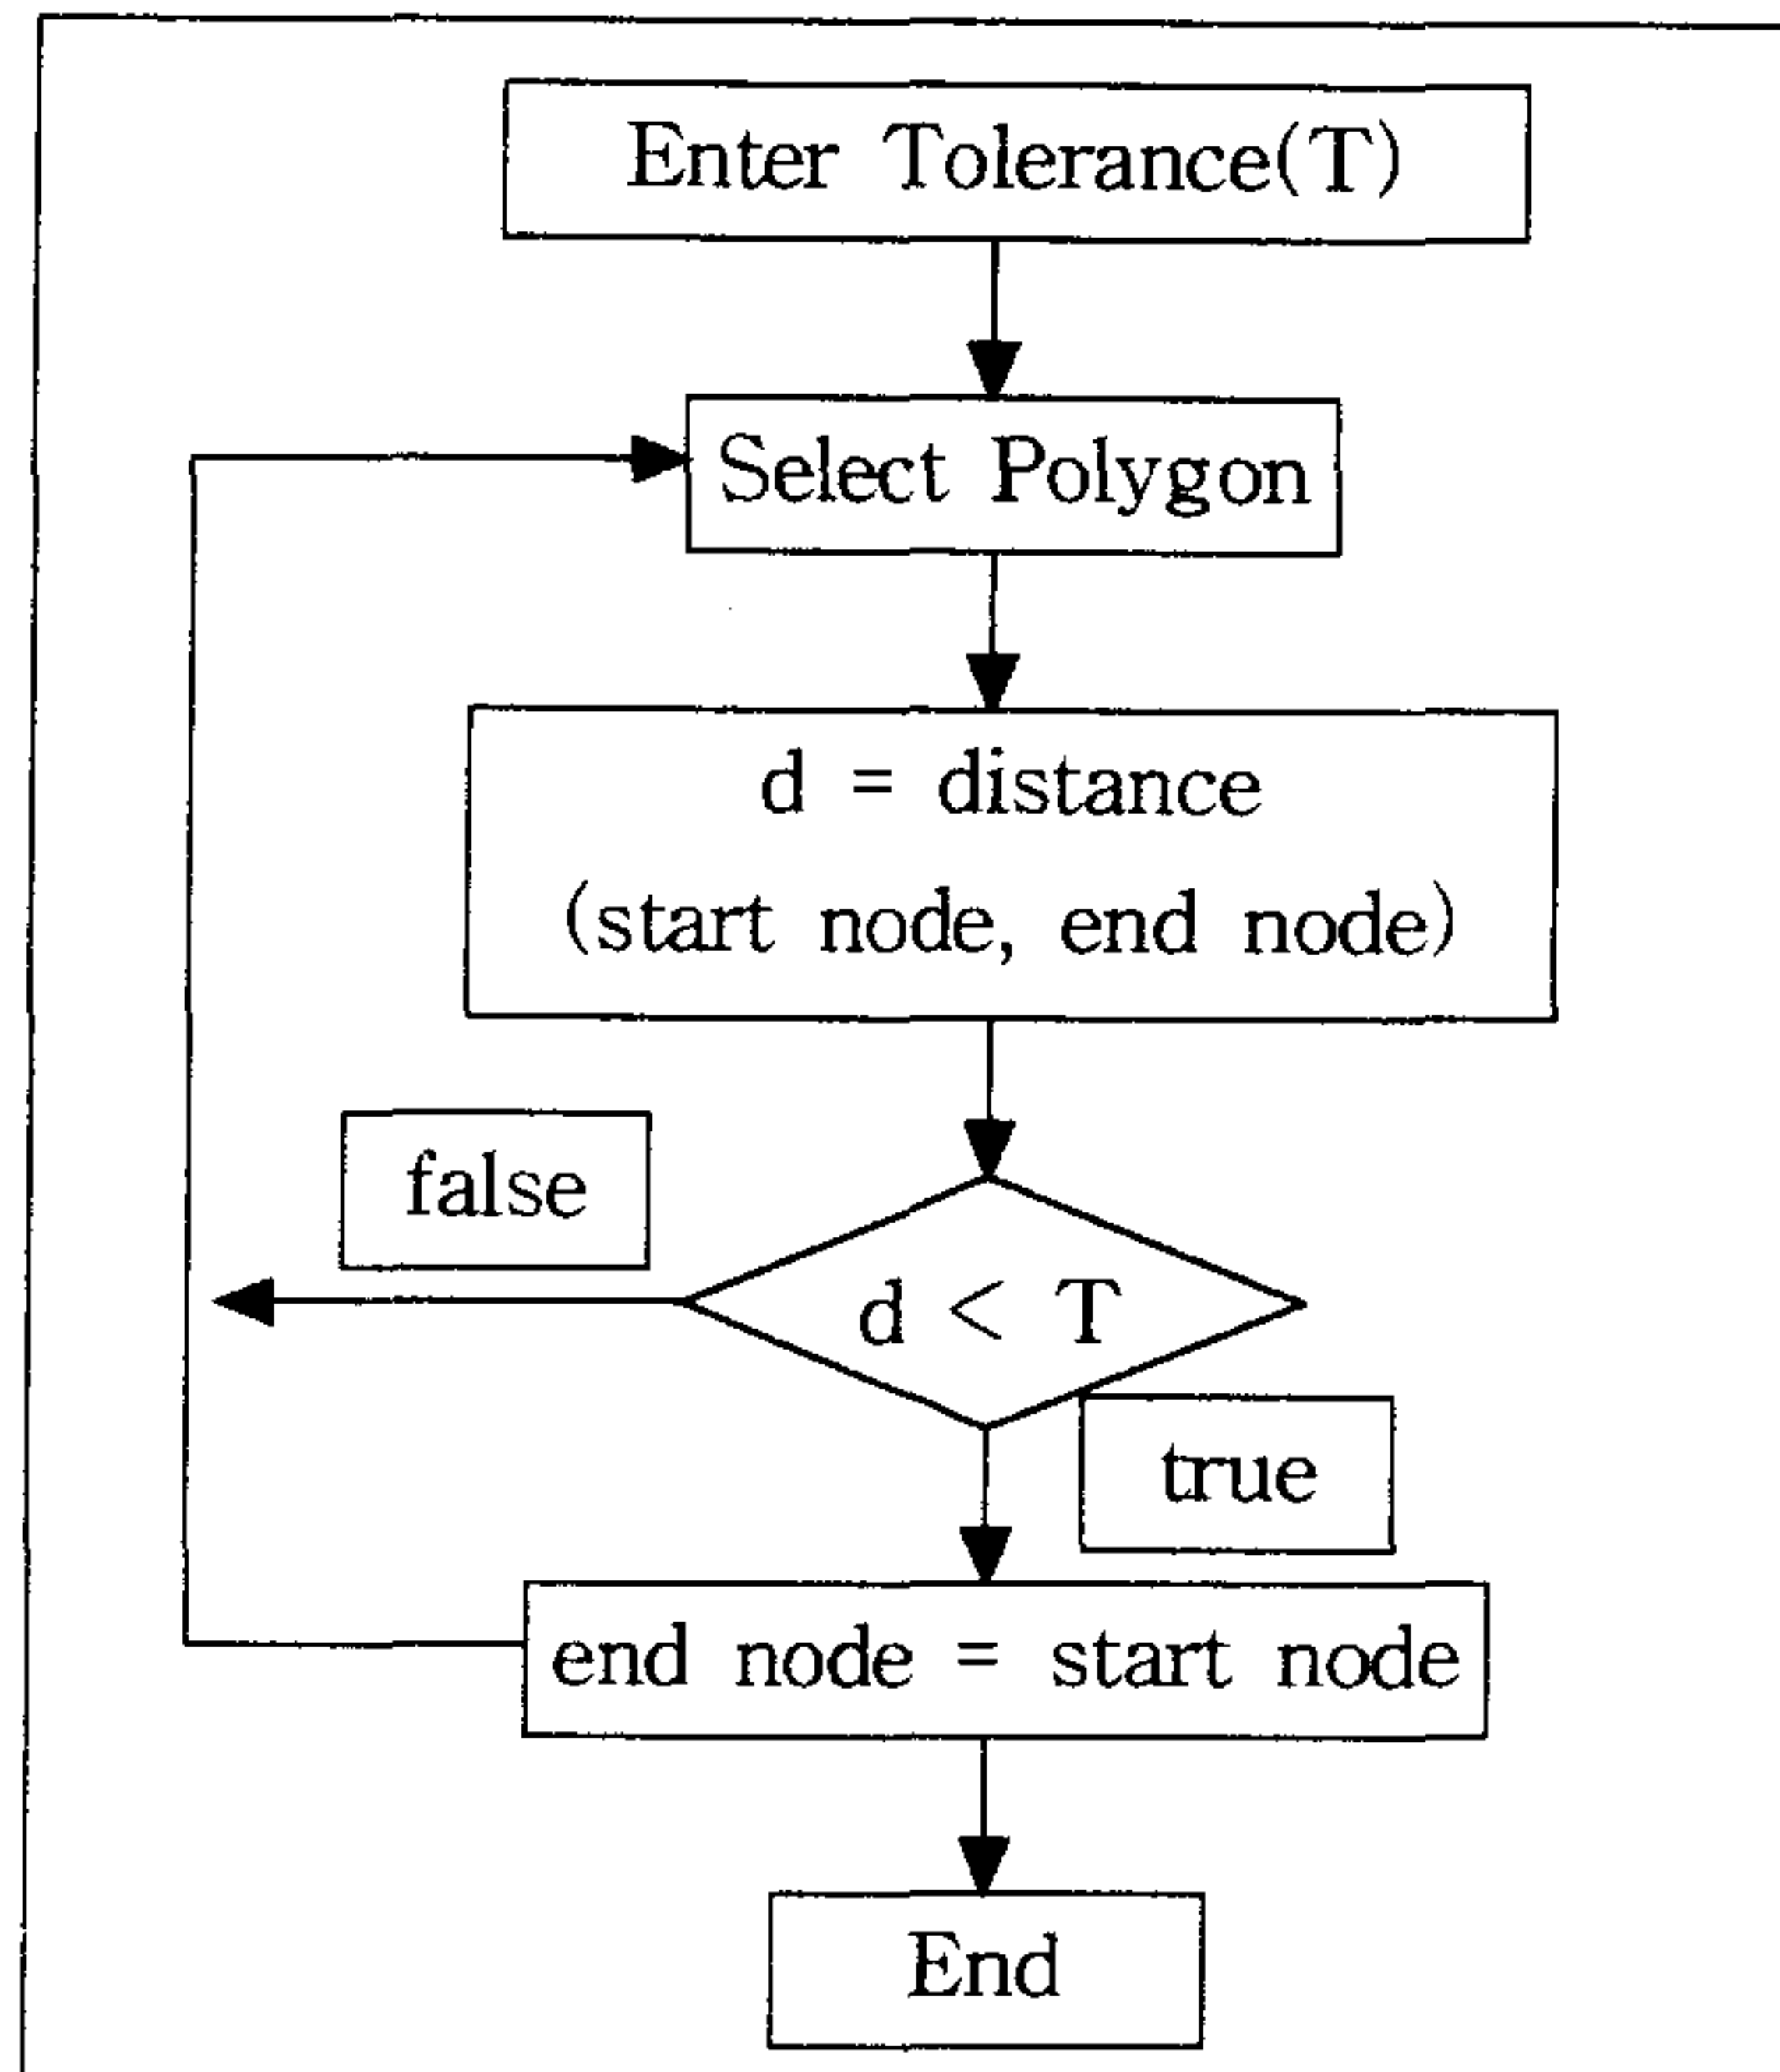 Enter Tolerance(T)
Select Polygon
d = distance
(start node, end node)
false
d < T
true
end node = start node
End